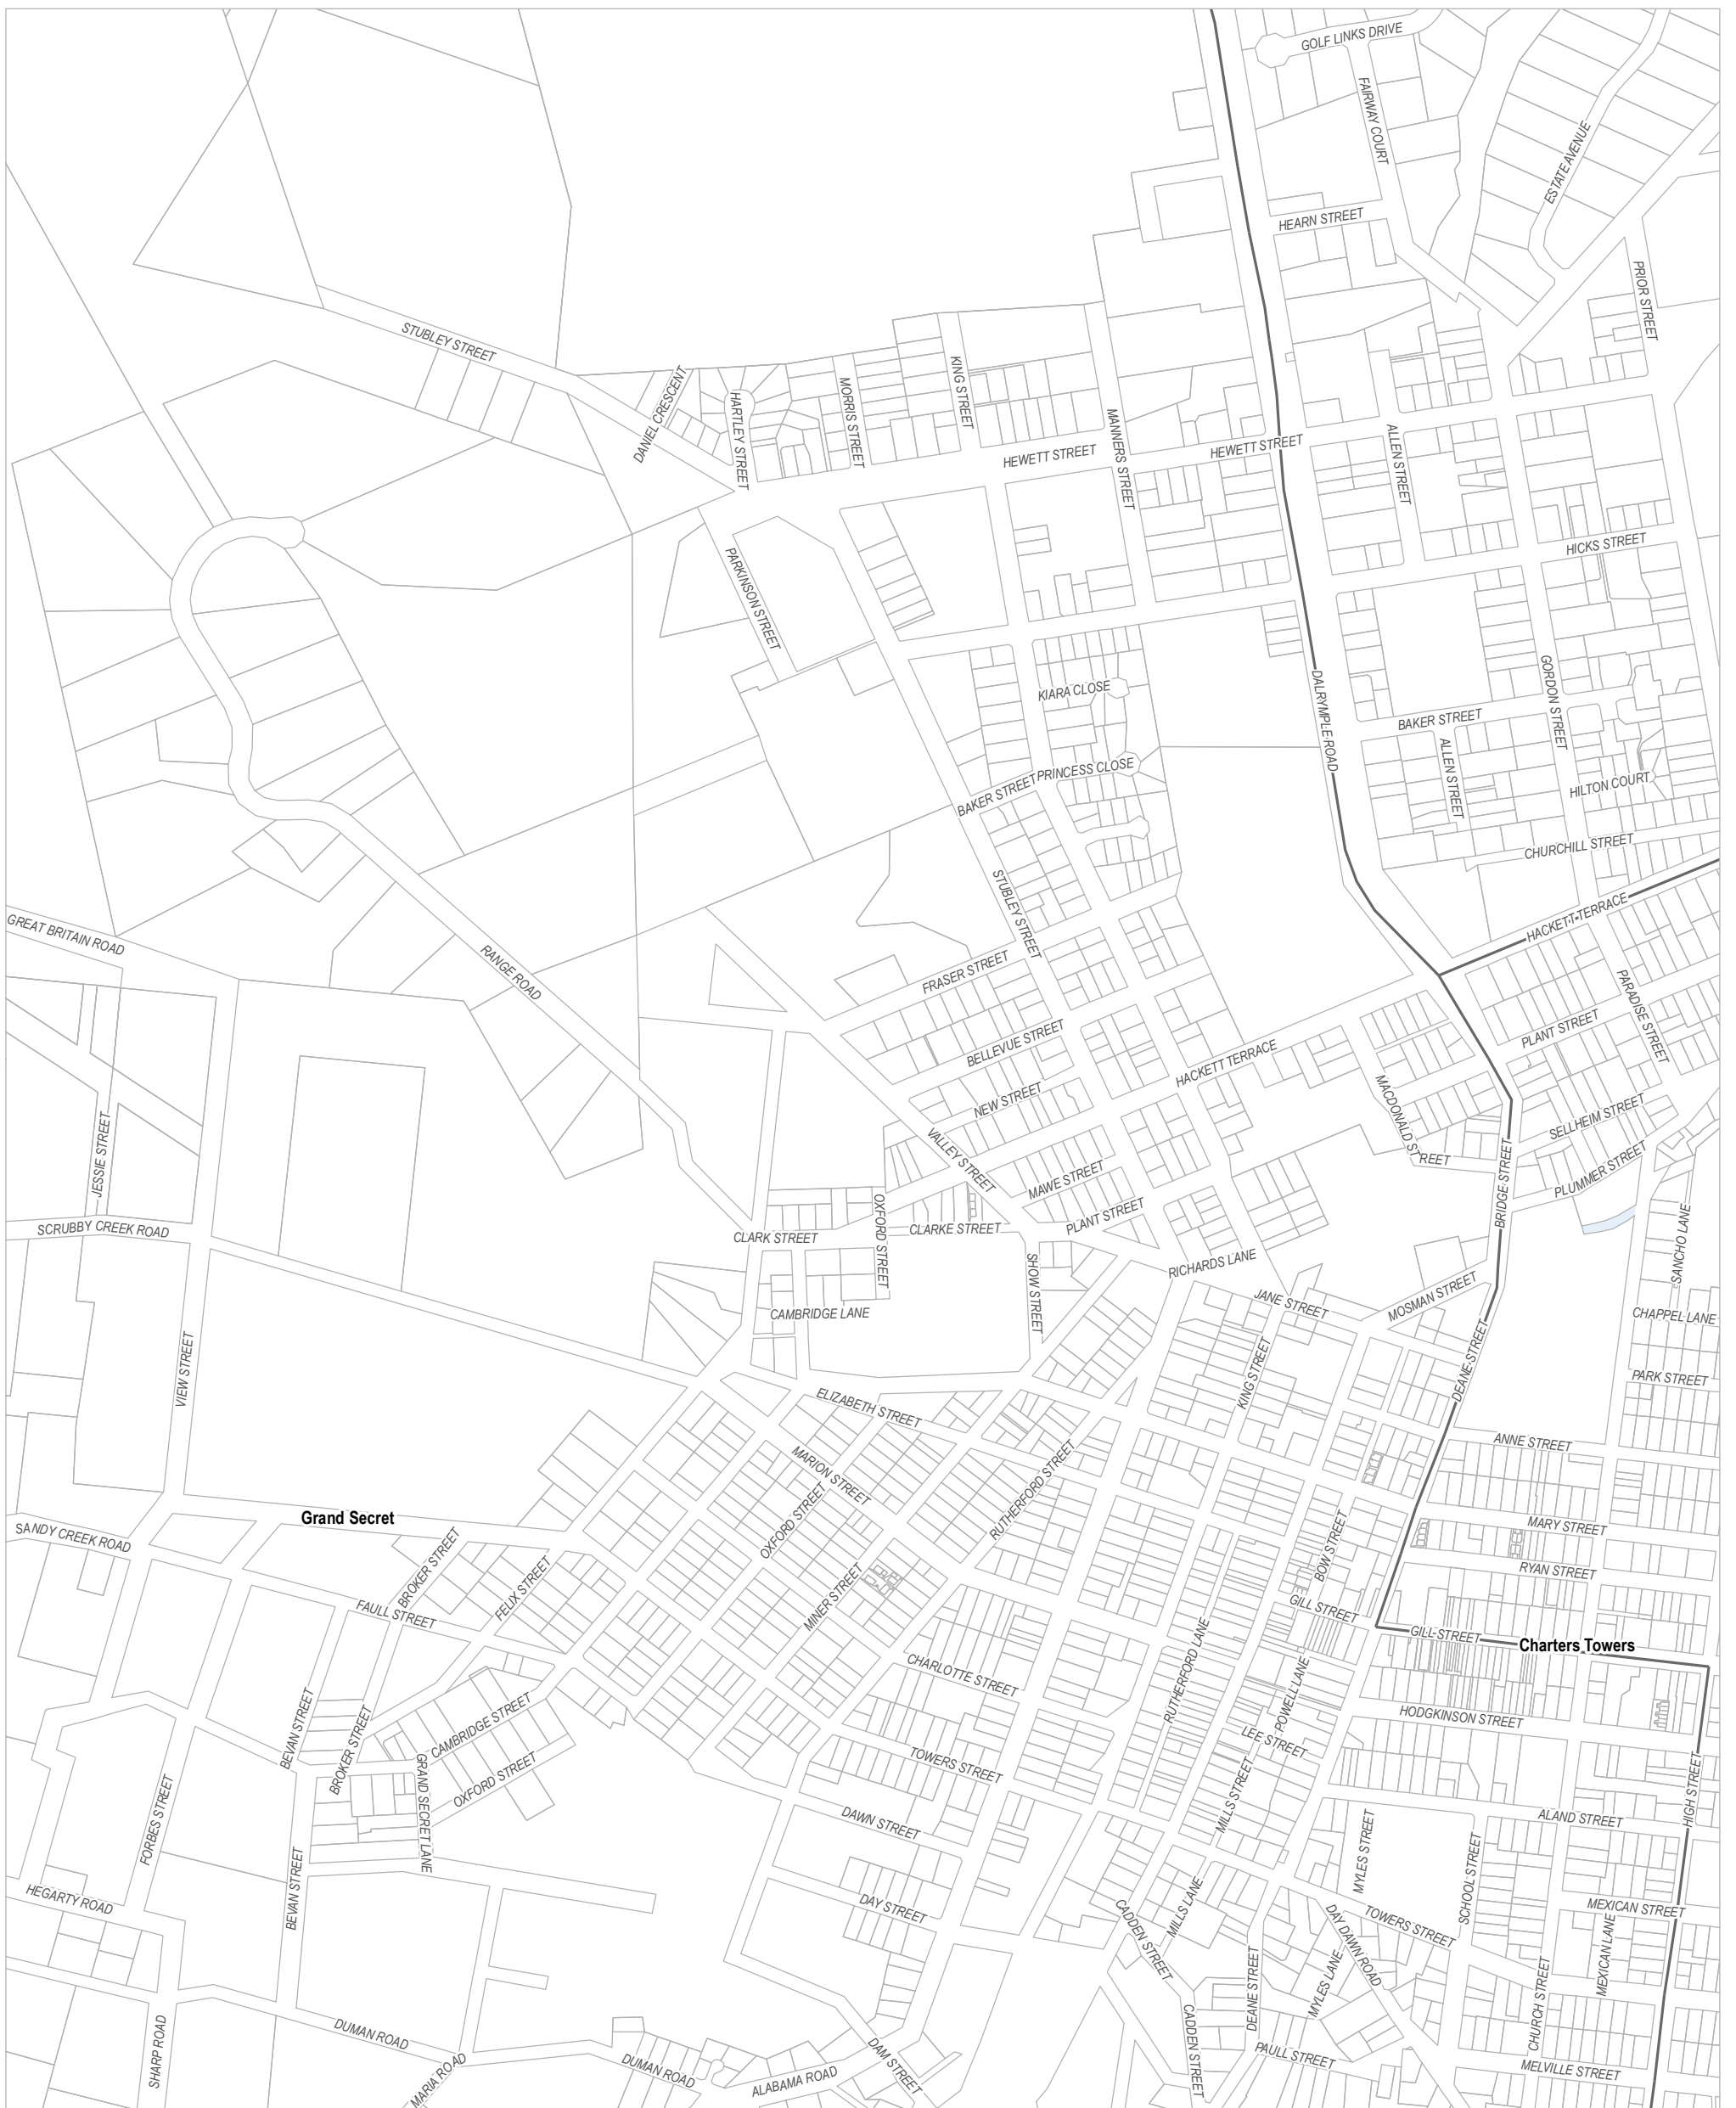 GOLF LINKS DRIVE
FAIRWAY COURT
ESTATE AVENUE
HEARN STREET
PRIOR STREET
STUBLEY STREET
DANIEL CRESCENT
HARTLEY STREET
MORRIS STREET
KING STREET
MANNERS STREET
HEWETT STREET
HEWETT STREET
ALLEN STREET
HICKS STREET
PARKINSON STREET
KIARA CLOSE
GORDON STREET
DALRYMPLE ROAD
BAKER STREET
ALLEN STREET
PRINCESS CLOSE
BAKER STREET
HILTON COURT
CHURCHILL STREET
STUBLEY STREET
HACKETT TERRACE
GREAT BRITAIN ROAD
RANGE ROAD
FRASER STREET
PARADISE STREET
PLANT STREET
BELLEVUE STREET
HACKETT TERRACE
NEW STREET
MACDONALD STREET
SELLHEIM STREET
JESSIE STREET
VALLEY STREET
MAWE STREET
BRIDGE STREET
PLUMMER STREET
PLANT STREET
SCRUBBY CREEK ROAD
CLARK STREET
OXFORD STREET
CLARKE STREET
SANCHO LANE
RICHARDS LANE
SHOW STREET
JANE STREET
MOSMAN STREET
CAMBRIDGE LANE
CHAPPEL LANE
VIEW STREET
KING STREET
DEANE STREET
PARK STREET
ELIZABETH STREET
ANNE STREET
MARION STREET
RUTHERFORD STREET
OXFORD STREET
Grand Secret
SANDY CREEK ROAD
MARY STREET
BOW STREET
BROKER STREET
FELIX STREET
RYAN STREET
MINER STREET
FAULL STREET
GILL STREET
GILL STREET
Charters Towers
CHARLOTTE STREET
RUTHERFORD LANE
POWELL LANE
BEVAN STREET
BROKER STREET
CAMBRIDGE STREET
HODGKINSON STREET
LEE STREET
TOWERS STREET
GRAND SECRET LANE
OXFORD STREET
MILLS STREET
HIGH STREET
FORBES STREET
DAWN STREET
ALAND STREET
MYLES STREET
SCHOOL STREET
HEGARTY ROAD
BEVAN STREET
DAY STREET
CADDEN STREET
MILLS LANE
DAY DAWN ROAD
TOWERS STREET
MEXICAN STREET
MEXICAN LANE
DEANE STREET
MYLES LANE
CHURCH STREET
SHARP ROAD
DUMAN ROAD
MARIA ROAD
DUMAN ROAD
ALABAMA ROAD
DAM STREET
CADDEN STREET
PAULL STREET
MELVILLE STREET